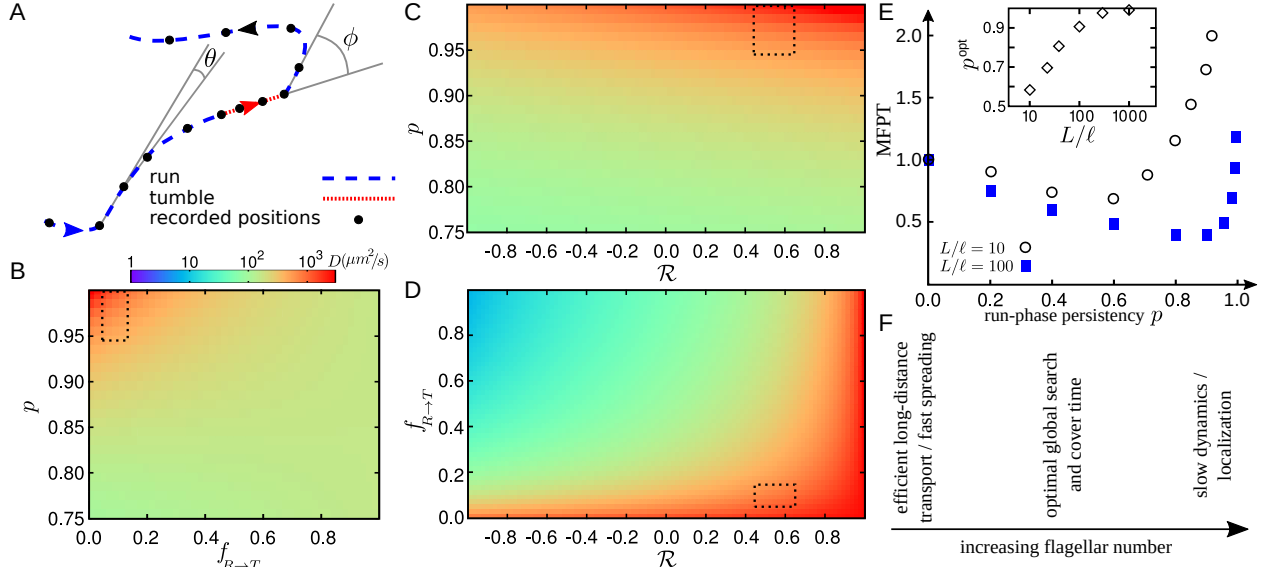 A
θ
ϕ
run
tumble
recorded positions
B
1
10
10²
10³
D(μm²/s)
p
0.95
0.90
0.85
0.80
0.75
0.0
0.2
0.4
0.6
0.8
f_{R→T}
C
p
0.95
0.90
0.85
0.80
0.75
-0.8
-0.6
-0.4
-0.2
0.0
0.2
0.4
0.6
0.8
ℛ
D
f_{R→T}
0.8
0.6
0.4
0.2
0.0
-0.8
-0.6
-0.4
-0.2
0.0
0.2
0.4
0.6
0.8
ℛ
E
MFPT
2.0
1.5
1.0
0.5
p^{opt}
0.9
0.7
0.5
10
100
1000
L/ℓ
L/ℓ = 10
L/ℓ = 100
0.0
0.2
0.4
0.6
0.8
1.0
run-phase persistency p
F
efficient long-distance
transport / fast spreading
optimal global search
and cover time
slow dynamics /
localization
increasing flagellar number